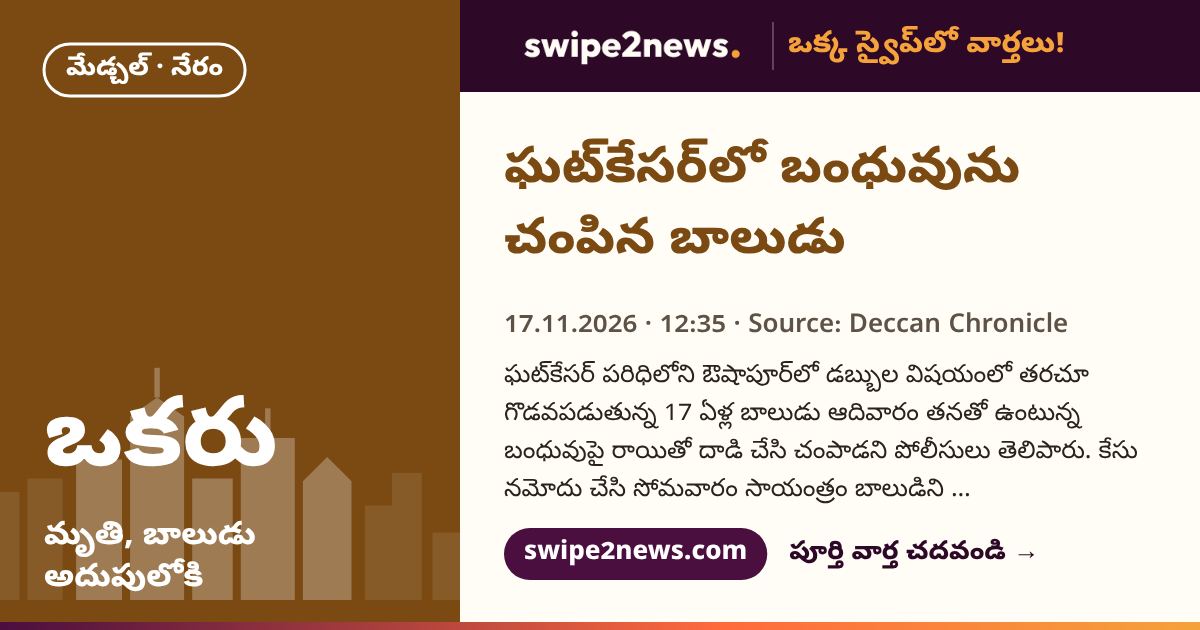 మేడ్చల్ · నేరం
ఒకరు
మృతి, బాలుడు
అదుపులోకి
swipe2news.
ఒక్క స్వైప్‌లో వార్తలు!
ఘట్‌కేసర్‌లో బంధువును
చంపిన బాలుడు
17.11.2026 · 12:35 · Source: Deccan Chronicle
ఘట్‌కేసర్ పరిధిలోని ఔషాపూర్‌లో డబ్బుల విషయంలో తరచూ
గొడవపడుతున్న 17 ఏళ్ల బాలుడు ఆదివారం తనతో ఉంటున్న
బంధువుపై రాయితో దాడి చేసి చంపాడని పోలీసులు తెలిపారు. కేసు
నమోదు చేసి సోమవారం సాయంత్రం బాలుడిని ...
swipe2news.com
పూర్తి వార్త చదవండి →